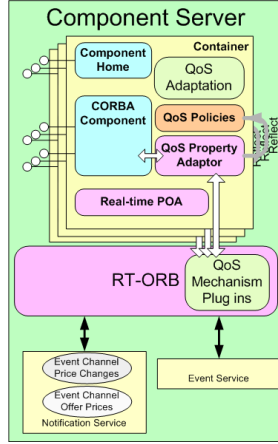 Component Server
Container
Component
Home
QoS
Adaptation
CORBA
Component
QoS Policies
QoS Property
Adaptor
Reflect
Real-time POA
RT-ORB
QoS
Mechanism
Plug ins
Event Channel
Price Changes
Event Channel
Offer Prices
Notification Service
Event Service